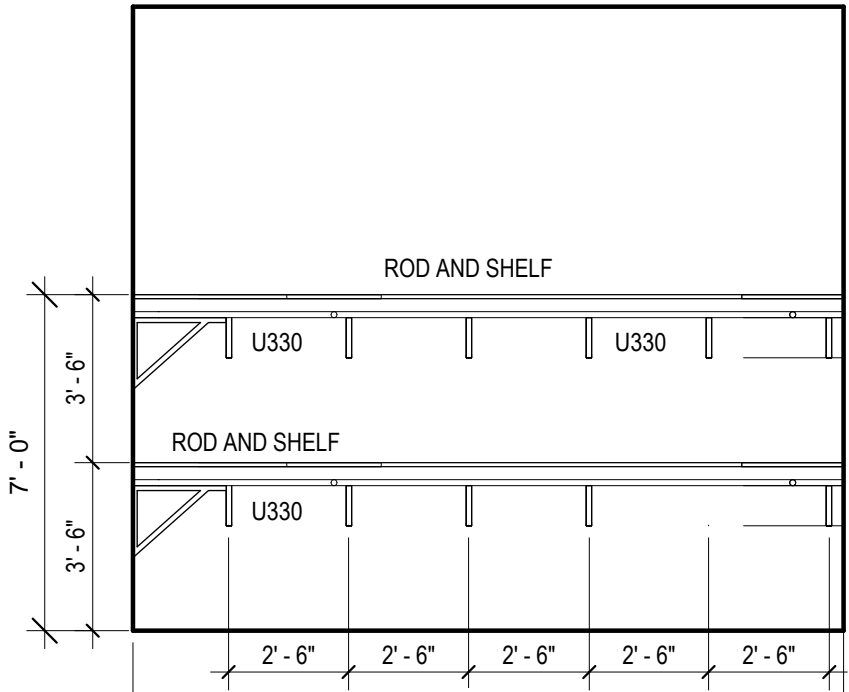 ROD AND SHELF
U330
U330
3' - 6"
7' - 0"
ROD AND SHELF
U330
3' - 6"
2' - 6"
2' - 6"
2' - 6"
2' - 6"
2' - 6"